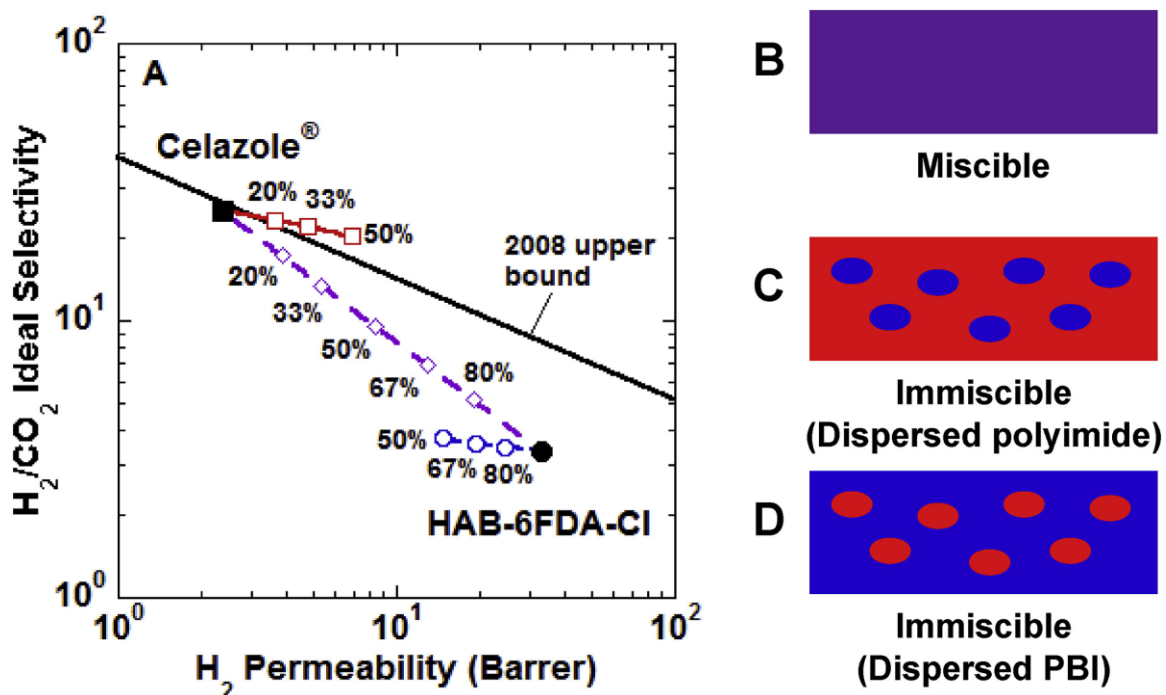 A
10²
10¹
10⁰
H₂/CO₂ Ideal Selectivity
Celazole®
20%
33%
50%
2008 upper
bound
20%
33%
50%
67%
80%
50%
67%
80%
HAB-6FDA-CI
10⁰
10¹
10²
H₂ Permeability (Barrer)
B
Miscible
C
Immiscible
(Dispersed polyimide)
D
Immiscible
(Dispersed PBI)